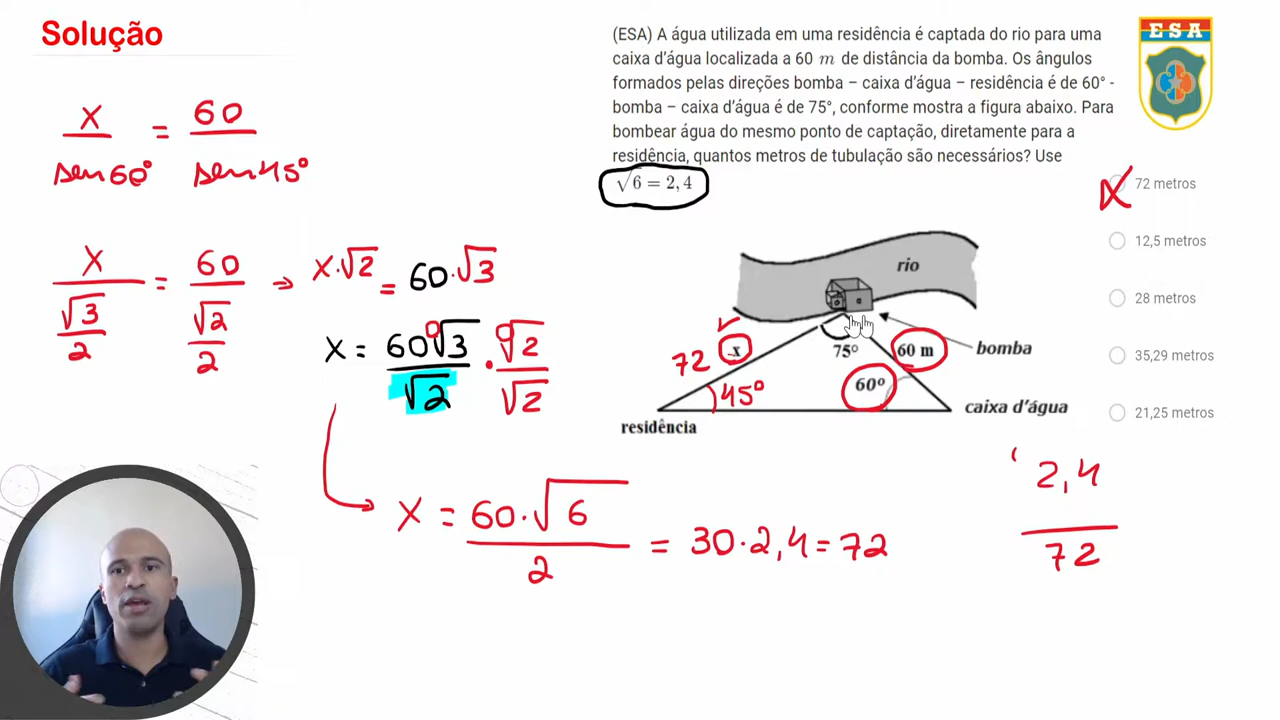 Solução
x/sen60° = 60/sen45°
x/(√3/2) = 60/(√2/2) → x·√2 = 60·√3
x = 60√3/√2 · √2/√2
x = 60·√6/2 = 30·2,4=72
(ESA) A água utilizada em uma residência é captada do rio para uma
caixa d’água localizada a 60 m de distância da bomba. Os ângulos
formados pelas direções bomba – caixa d’água – residência é de 60° -
bomba – caixa d’água é de 75°, conforme mostra a figura abaixo. Para
bombear água do mesmo ponto de captação, diretamente para a
residência, quantos metros de tubulação são necessários? Use
√6 = 2,4
ESA
72 metros
12,5 metros
28 metros
35,29 metros
21,25 metros
rio
bomba
72 x
75°
60 m
45°
60º
caixa d’água
residência
2,4
72